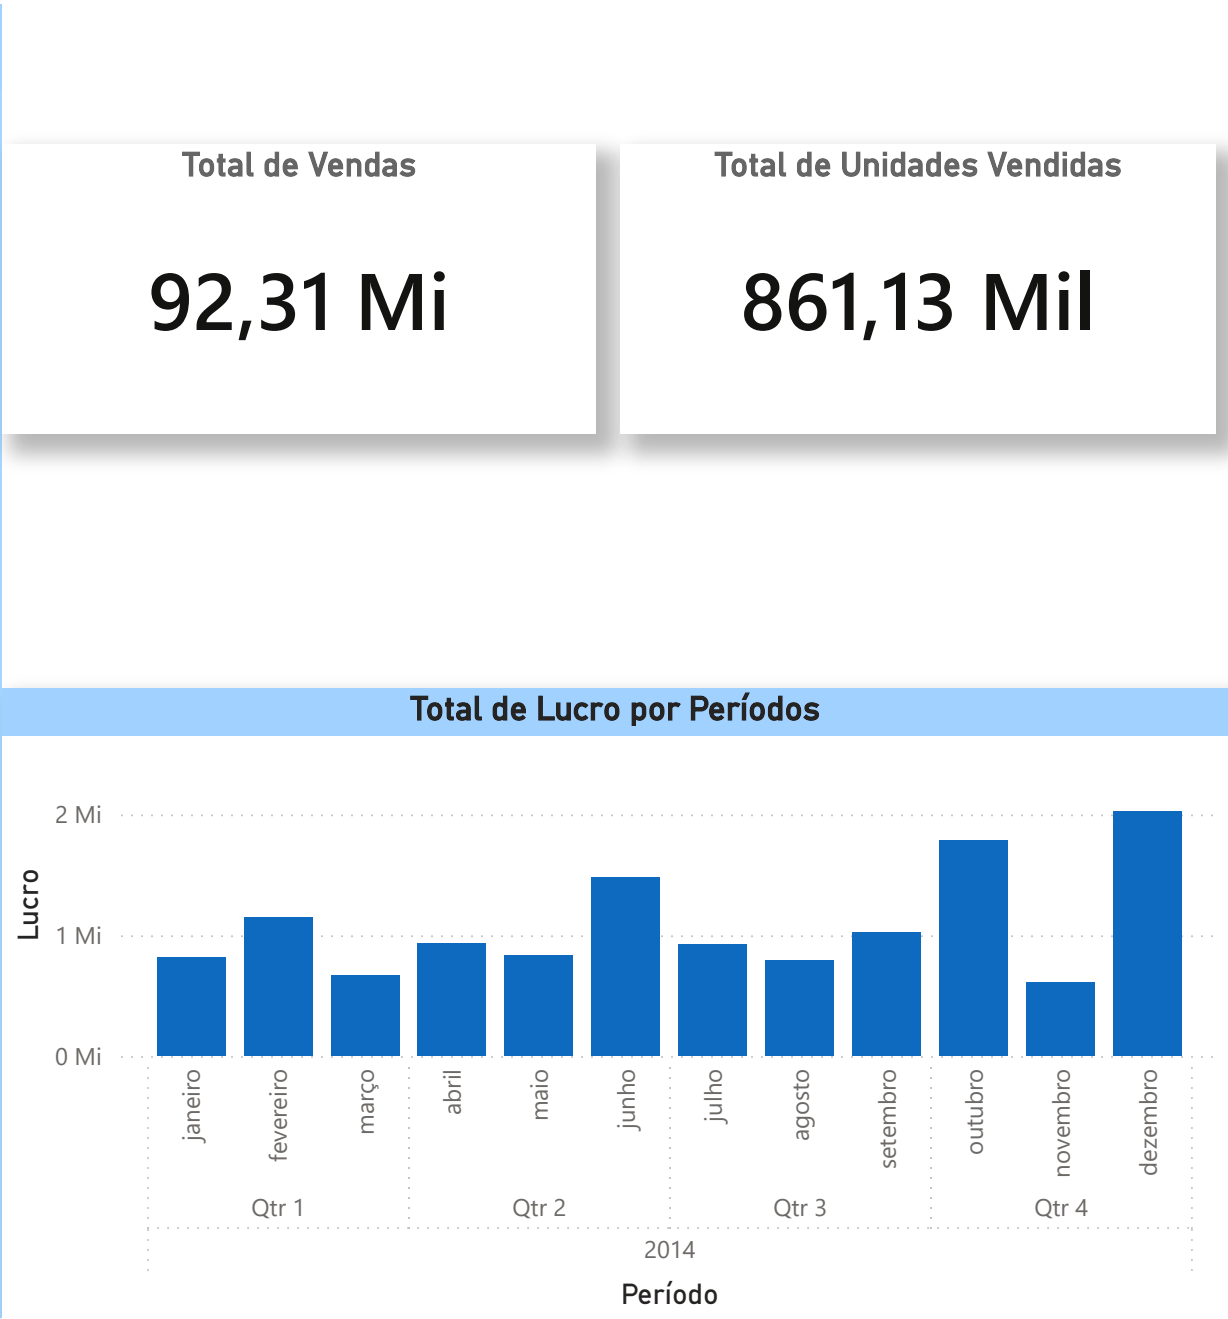 Total de Vendas
92,31 Mi
Total de Unidades Vendidas
861,13 Mil
Total de Lucro por Períodos
Lucro
2 Mi
1 Mi
0 Mi
janeiro
fevereiro
março
abril
maio
junho
julho
agosto
setembro
outubro
novembro
dezembro
Qtr 1
Qtr 2
Qtr 3
Qtr 4
2014
Período